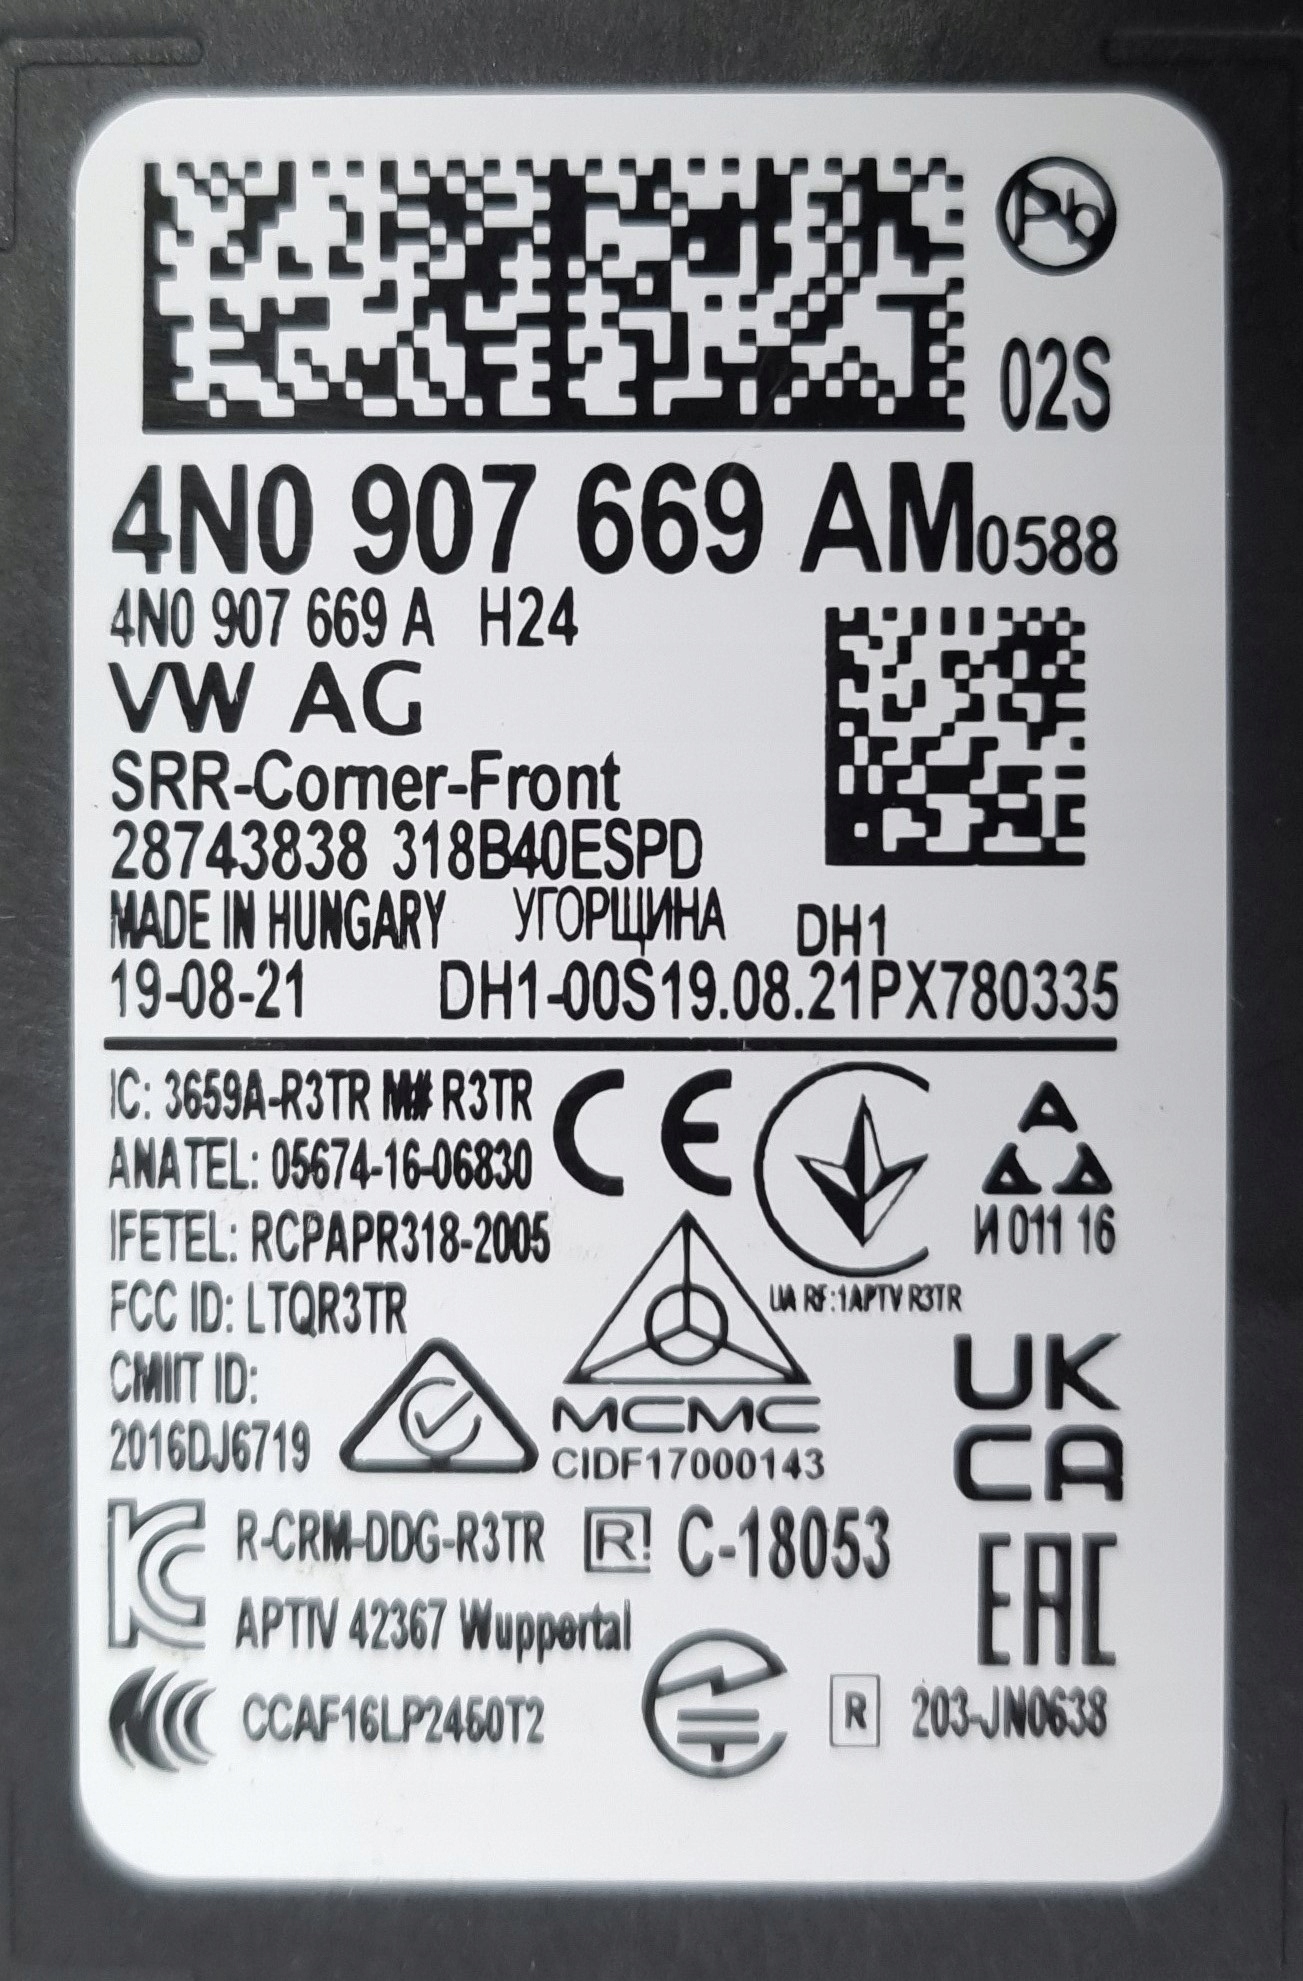 Pb
02S
4N0 907 669 AM 0588
4N0 907 669 A H24
VW AG
SRR-Corner-Front
28743838 318B40ESPD
MADE IN HUNGARY УГОРЩИНА DH1
19-08-21 DH1-00S19.08.21PX780335
IC: 3659A-R3TR M# R3TR
ANATEL: 05674-16-06830
IFETEL: RCPAPR318-2005
FCC ID: LTQR3TR
CMIIT ID:
2016DJ6719
CE
И 011 16
UA RF:1APTV R3TR
MCMC
CIDF17000143
UK
CA
R-CRM-DDG-R3TR R! C-18053
APTIV 42367 Wuppertal
EAC
CCAF16LP2450T2
R 203-JN0638